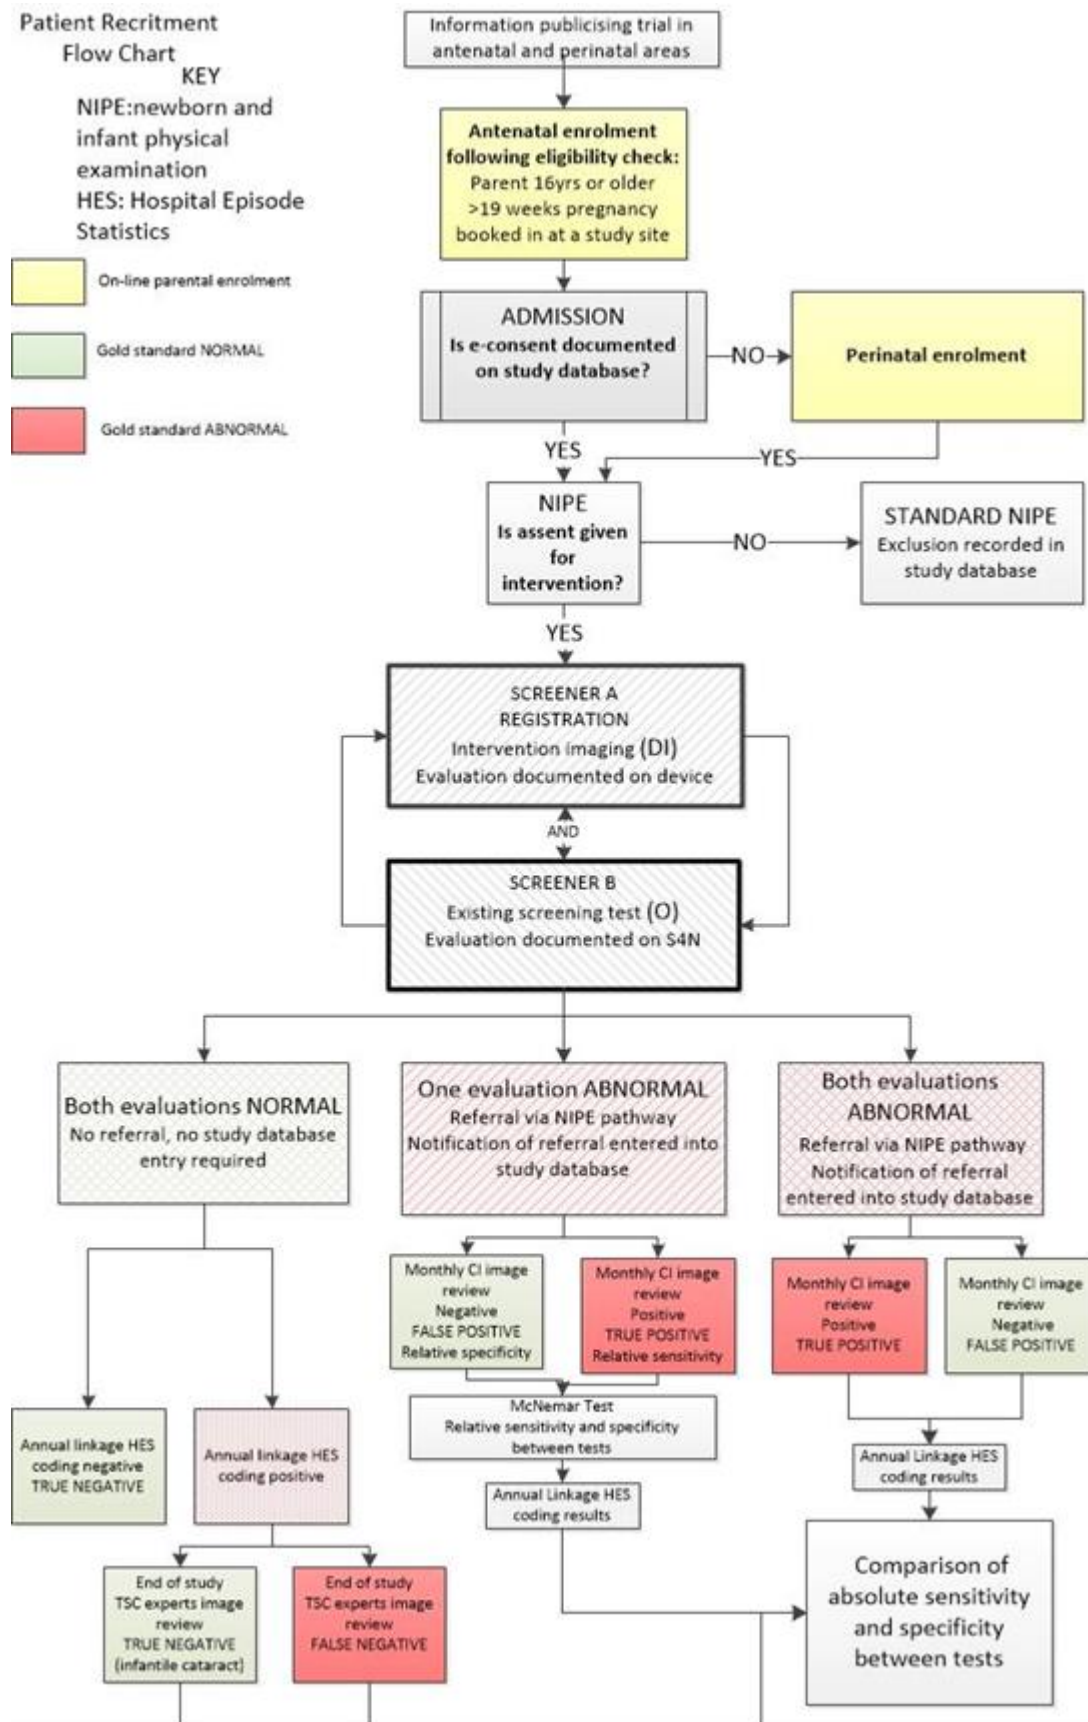 Patient Recritment
Flow Chart
KEY
NIPE:newborn and
infant physical
examination
HES: Hospital Episode
Statistics
On-line parental enrolment
Gold standard NORMAL
Gold standard ABNORMAL
Information publicising trial in
antenatal and perinatal areas
Antenatal enrolment
following eligibility check:
Parent 16yrs or older
>19 weeks pregnancy
booked in at a study site
ADMISSION
Is e-consent documented
on study database?
NO
Perinatal enrolment
YES
YES
NIPE
Is assent given
for
intervention?
NO
STANDARD NIPE
Exclusion recorded in
study database
YES
SCREENER A
REGISTRATION
Intervention imaging (DI)
Evaluation documented on device
AND
SCREENER B
Existing screening test (O)
Evaluation documented on S4N
Both evaluations NORMAL
No referral, no study database
entry required
One evaluation ABNORMAL
Referral via NIPE pathway
Notification of referral entered into
study database
Both evaluations
ABNORMAL
Referral via NIPE pathway
Notification of referral
entered into study database
Monthly CI image
review
Negative
FALSE POSITIVE
Relative specificity
Monthly CI image
review
Positive
TRUE POSITIVE
Relative sensitivity
Monthly CI image
review
Positive
TRUE POSITIVE
Monthly CI image
review
Negative
FALSE POSITIVE
McNemar Test
Relative sensitivity and specificity
between tests
Annual linkage HES
coding negative
TRUE NEGATIVE
Annual linkage HES
coding positive
Annual Linkage HES
coding results
Annual Linkage HES
coding results
End of study
TSC experts image
review
TRUE NEGATIVE
(infantile cataract)
End of study
TSC experts image
review
FALSE NEGATIVE
Comparison of
absolute sensitivity
and specificity
between tests